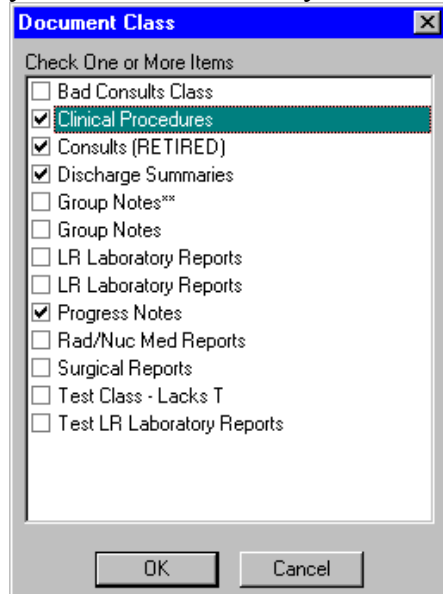 Document Class
Check One or More Items
Bad Consults Class
Clinical Procedures
Consults (RETIRED)
Discharge Summaries
Group Notes**
Group Notes
LR Laboratory Reports
LR Laboratory Reports
Progress Notes
Rad/Nuc Med Reports
Surgical Reports
Test Class - Lacks T
Test LR Laboratory Reports
OK Cancel